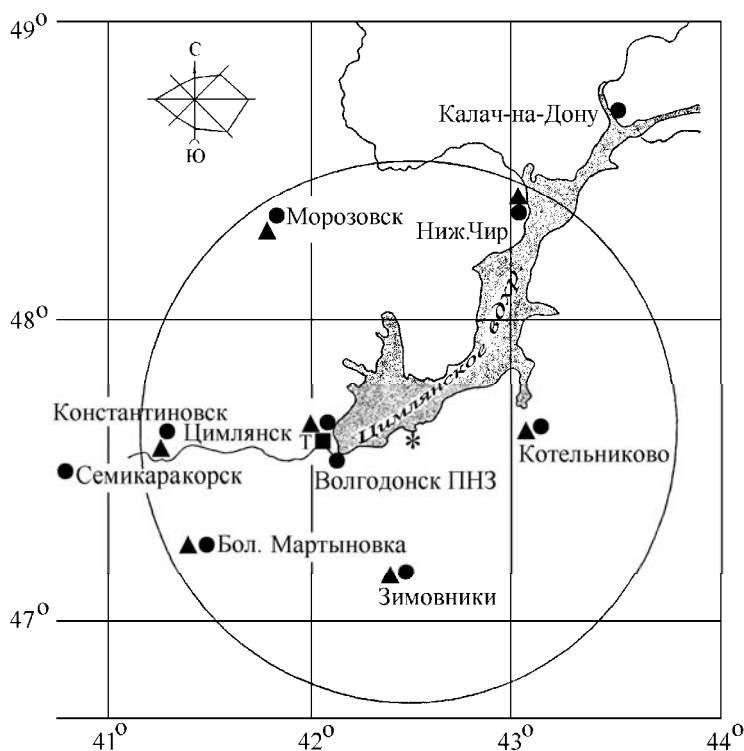 49°
С
Ю
Калач-на-Дону
Морозовск
Ниж.Чир
48°
Цимлянское вдхр.
Константиновск
Цимлянск
Т
*
Котельниково
Семикаракорск
Волгодонск ПНЗ
Бол. Мартыновка
Зимовники
47°
41° 42° 43° 44°